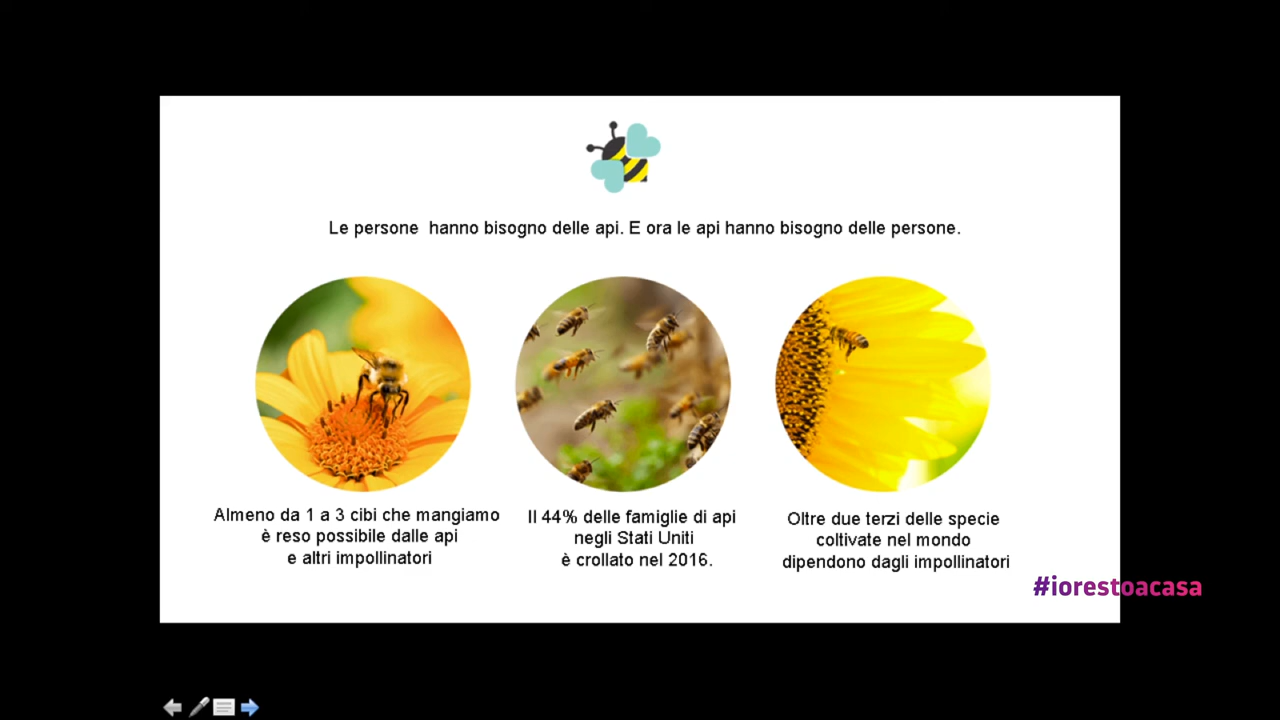 Le persone  hanno bisogno delle api. E ora le api hanno bisogno delle persone.
Almeno da 1 a 3 cibi che mangiamo
è reso possibile dalle api
e altri impollinatori
Il 44% delle famiglie di api
negli Stati Uniti
è crollato nel 2016.
Oltre due terzi delle specie
coltivate nel mondo
dipendono dagli impollinatori
#iorestoacasa